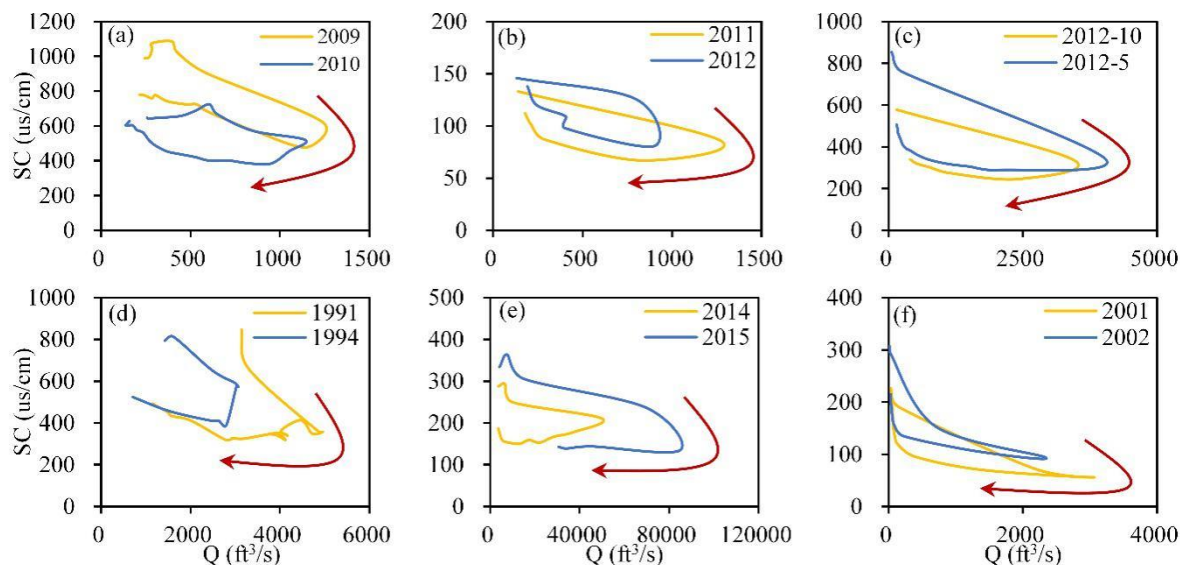 1200
(a)
2009
1000
2010
800
600
400
200
0
0 500 1000 1500
SC (us/cm)
200
(b)
2011
2012
150
100
50
0
0 500 1000 1500
1000
(c)
2012-10
800
2012-5
600
400
200
0
0 2500 5000
1000
(d)
1991
800
1994
600
400
200
0
0 2000 4000 6000
SC (us/cm)
Q (ft³/s)
500
(e)
2014
400
2015
300
200
100
0
0 40000 80000 120000
Q (ft³/s)
400
(f)
2001
300
2002
200
100
0
0 2000 4000
Q (ft³/s)